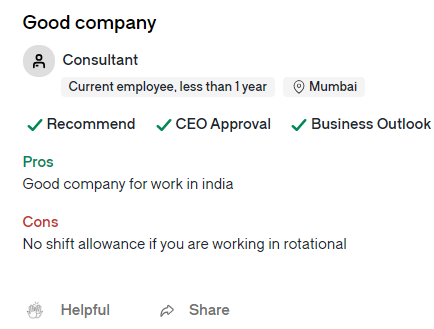 Good company
Consultant
Current employee, less than 1 year Mumbai
Recommend CEO Approval Business Outlook
Pros
Good company for work in india
Cons
No shift allowance if you are working in rotational
Helpful Share